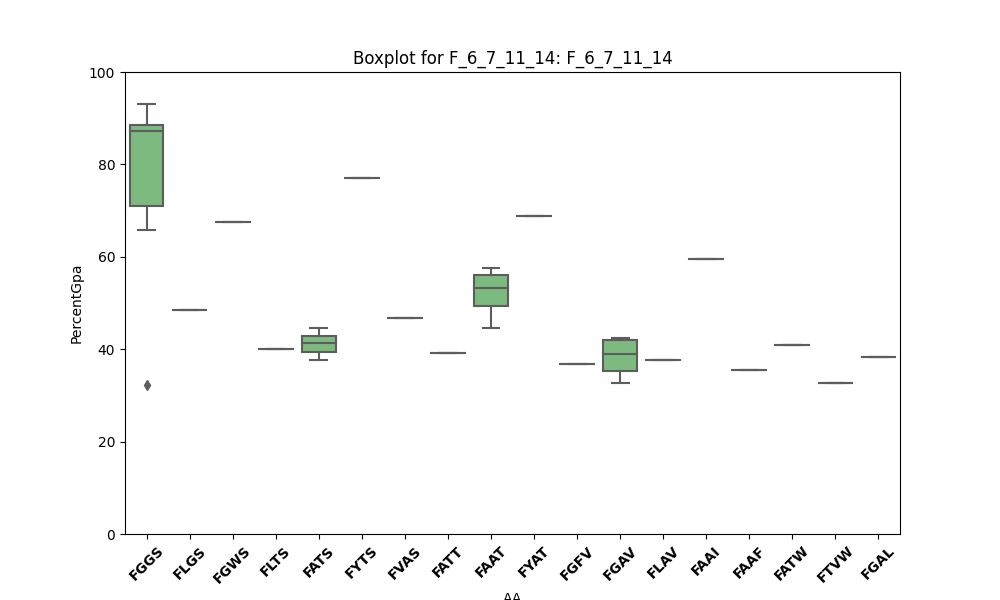 Boxplot for F_6_7_11_14: F_6_7_11_14
100
80
60
40
20
0
PercentGpa
FGGS
FLGS
FGWS
FLTS
FATS
FYTS
FVAS
FATT
FAAT
FYAT
FGFV
FGAV
FLAV
FAAI
FAAF
FATW
FTVW
FGAL
AA